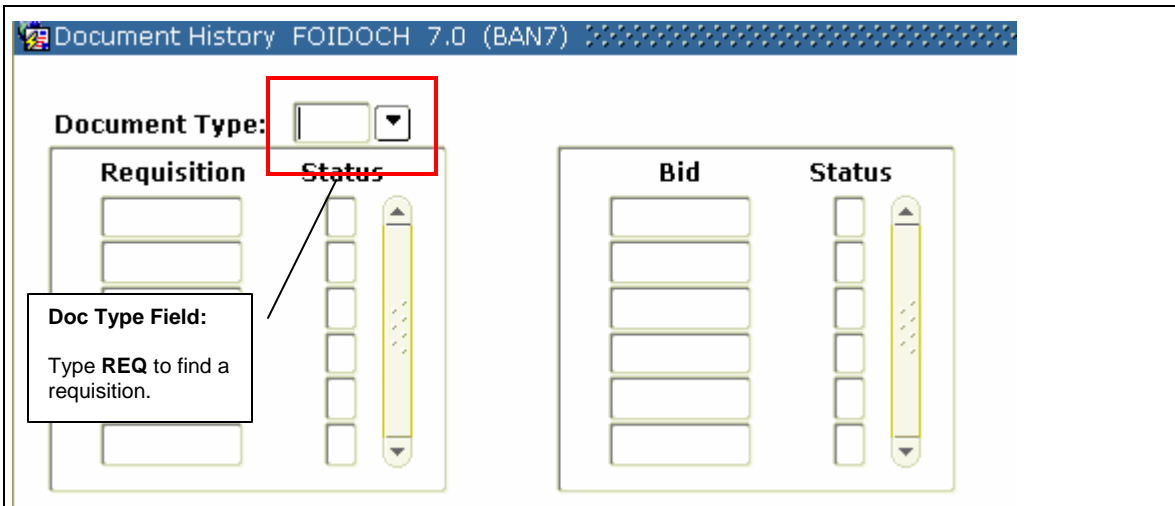 Document History FOIDOCH 7.0 (BAN7)
Document Type:
Requisition Status
Bid Status
Doc Type Field:
Type REQ to find a
requisition.